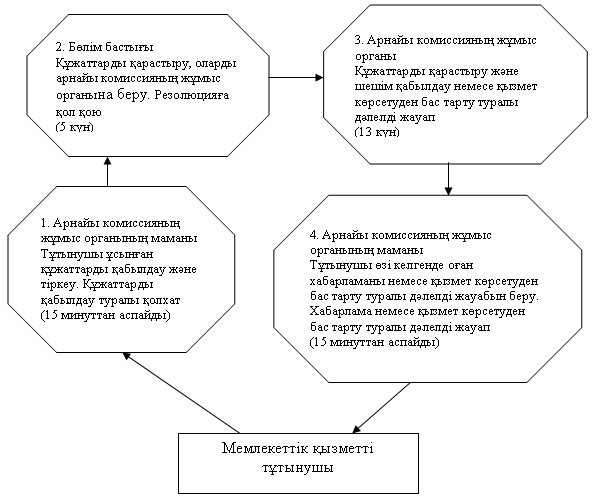 1. Арнайы комиссияның
жұмыс органының маманы
Тұтынушы ұсынған
құжаттарды қабылдау және
тіркеу. Құжаттарды
қабылдау туралы қолхат
(15 минуттан аспайды)
2. Бөлім бастығы
Құжаттарды қарастыру, оларды
арнайы комиссияның жұмыс
органына беру. Резолюцияға
қол қою
(5 күн)
3. Арнайы комиссияның жұмыс
органы
Құжаттарды қарастыру және
шешім қабылдау немесе қызмет
көрсетуден бас тарту туралы
дәлелді жауап
(13 күн)
4. Арнайы комиссияның жұмыс
органының маманы
Тұтынушы өзі келгенде оған
хабарламаны немесе қызмет көрсетуден
бас тарту туралы дәлелді жауабын беру.
Хабарлама немесе қызмет көрсетуден
бас тарту туралы дәлелді жауап
(15 минуттан аспайды)
Мемлекеттік қызметті
тұтынушы